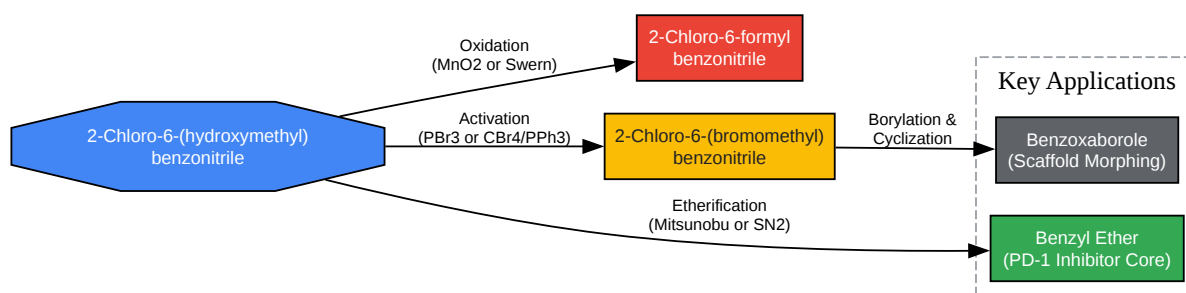 2-Chloro-6-(hydroxymethyl)
benzonitrile
Oxidation
(MnO2 or Swern)
2-Chloro-6-formyl
benzonitrile
Activation
(PBr3 or CBr4/PPh3)
2-Chloro-6-(bromomethyl)
benzonitrile
Borylation &
Cyclization
Key Applications
Benzoxaborole
(Scaffold Morphing)
Etherification
(Mitsunobu or SN2)
Benzyl Ether
(PD-1 Inhibitor Core)